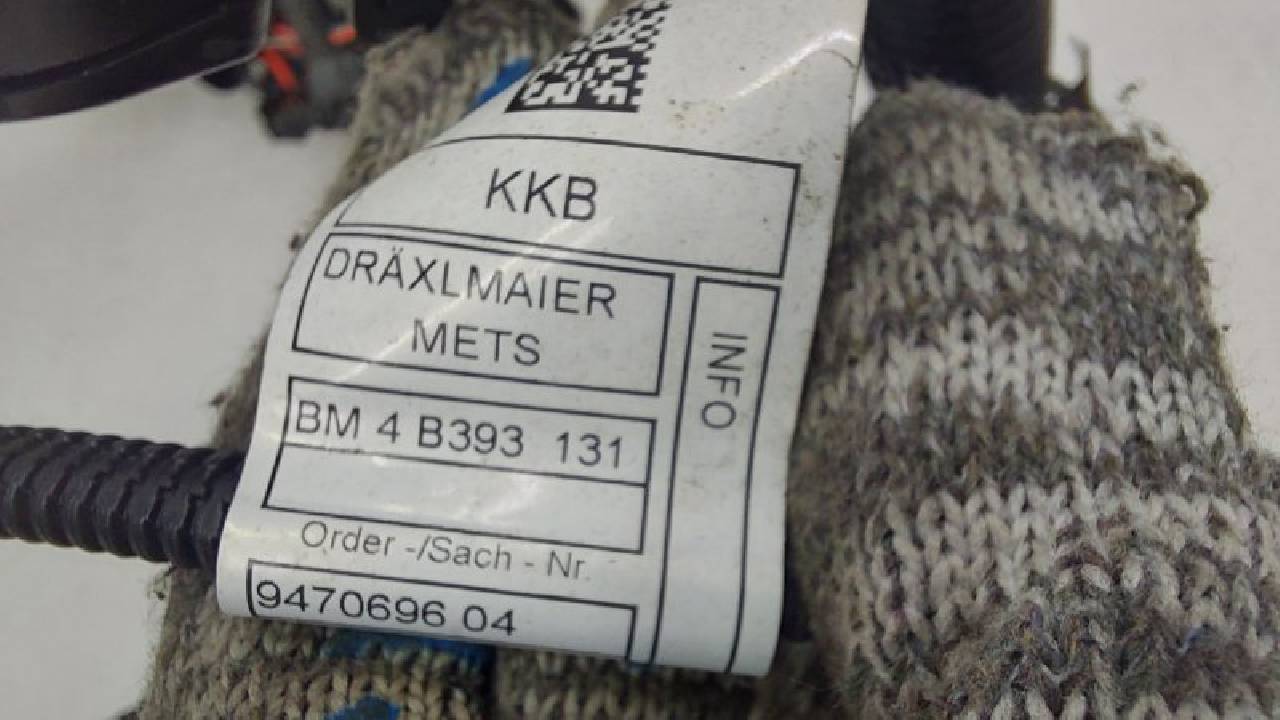 KKB
DRÄXLMAIER
METS
INFO
BM 4 B393 131
Order -/Sach - Nr.
9470696 04